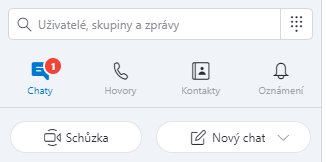 Uživatelé, skupiny a zprávy
1
Chaty Hovory Kontakty Oznámení
Schůzka Nový chat